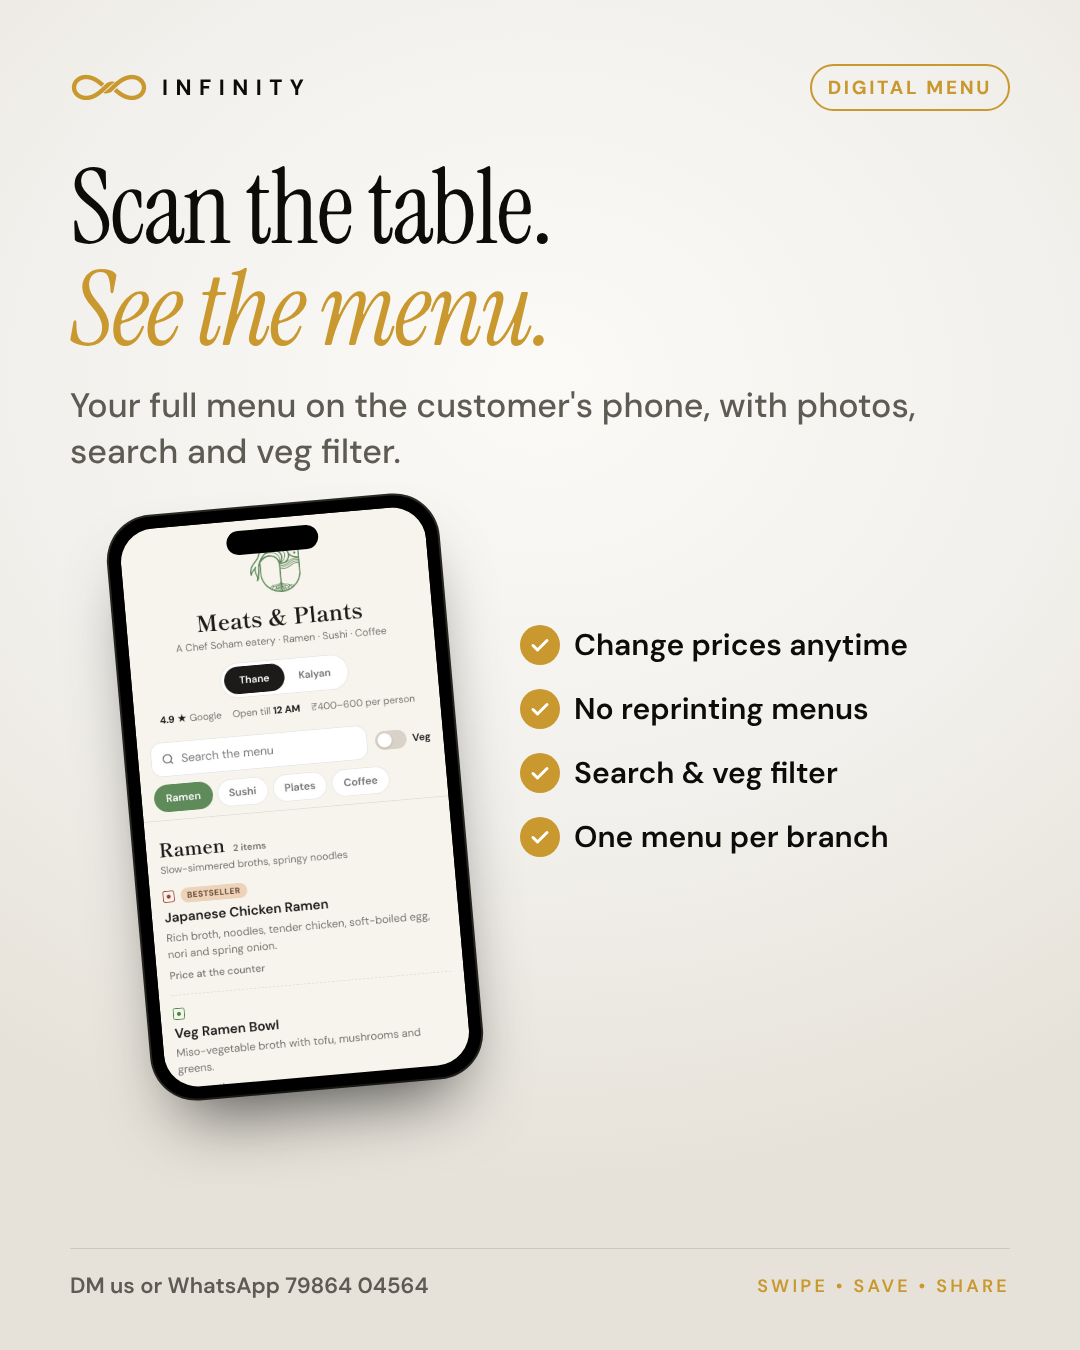 INFINITY
DIGITAL MENU
Scan the table.
See the menu.
Your full menu on the customer's phone, with photos,
search and veg filter.
Meats & Plants
A Chef Soham eatery · Ramen · Sushi · Coffee
Thane
Kalyan
4.9 ★ Google Open till 12 AM ₹400–600 per person
Search the menu
Veg
Ramen
Sushi
Plates
Coffee
Ramen 2 items
Slow-simmered broths, springy noodles
BESTSELLER
Japanese Chicken Ramen
Rich broth, noodles, tender chicken, soft-boiled egg,
nori and spring onion.
Price at the counter
Veg Ramen Bowl
Miso-vegetable broth with tofu, mushrooms and
greens.
Change prices anytime
No reprinting menus
Search & veg filter
One menu per branch
DM us or WhatsApp 79864 04564
SWIPE • SAVE • SHARE